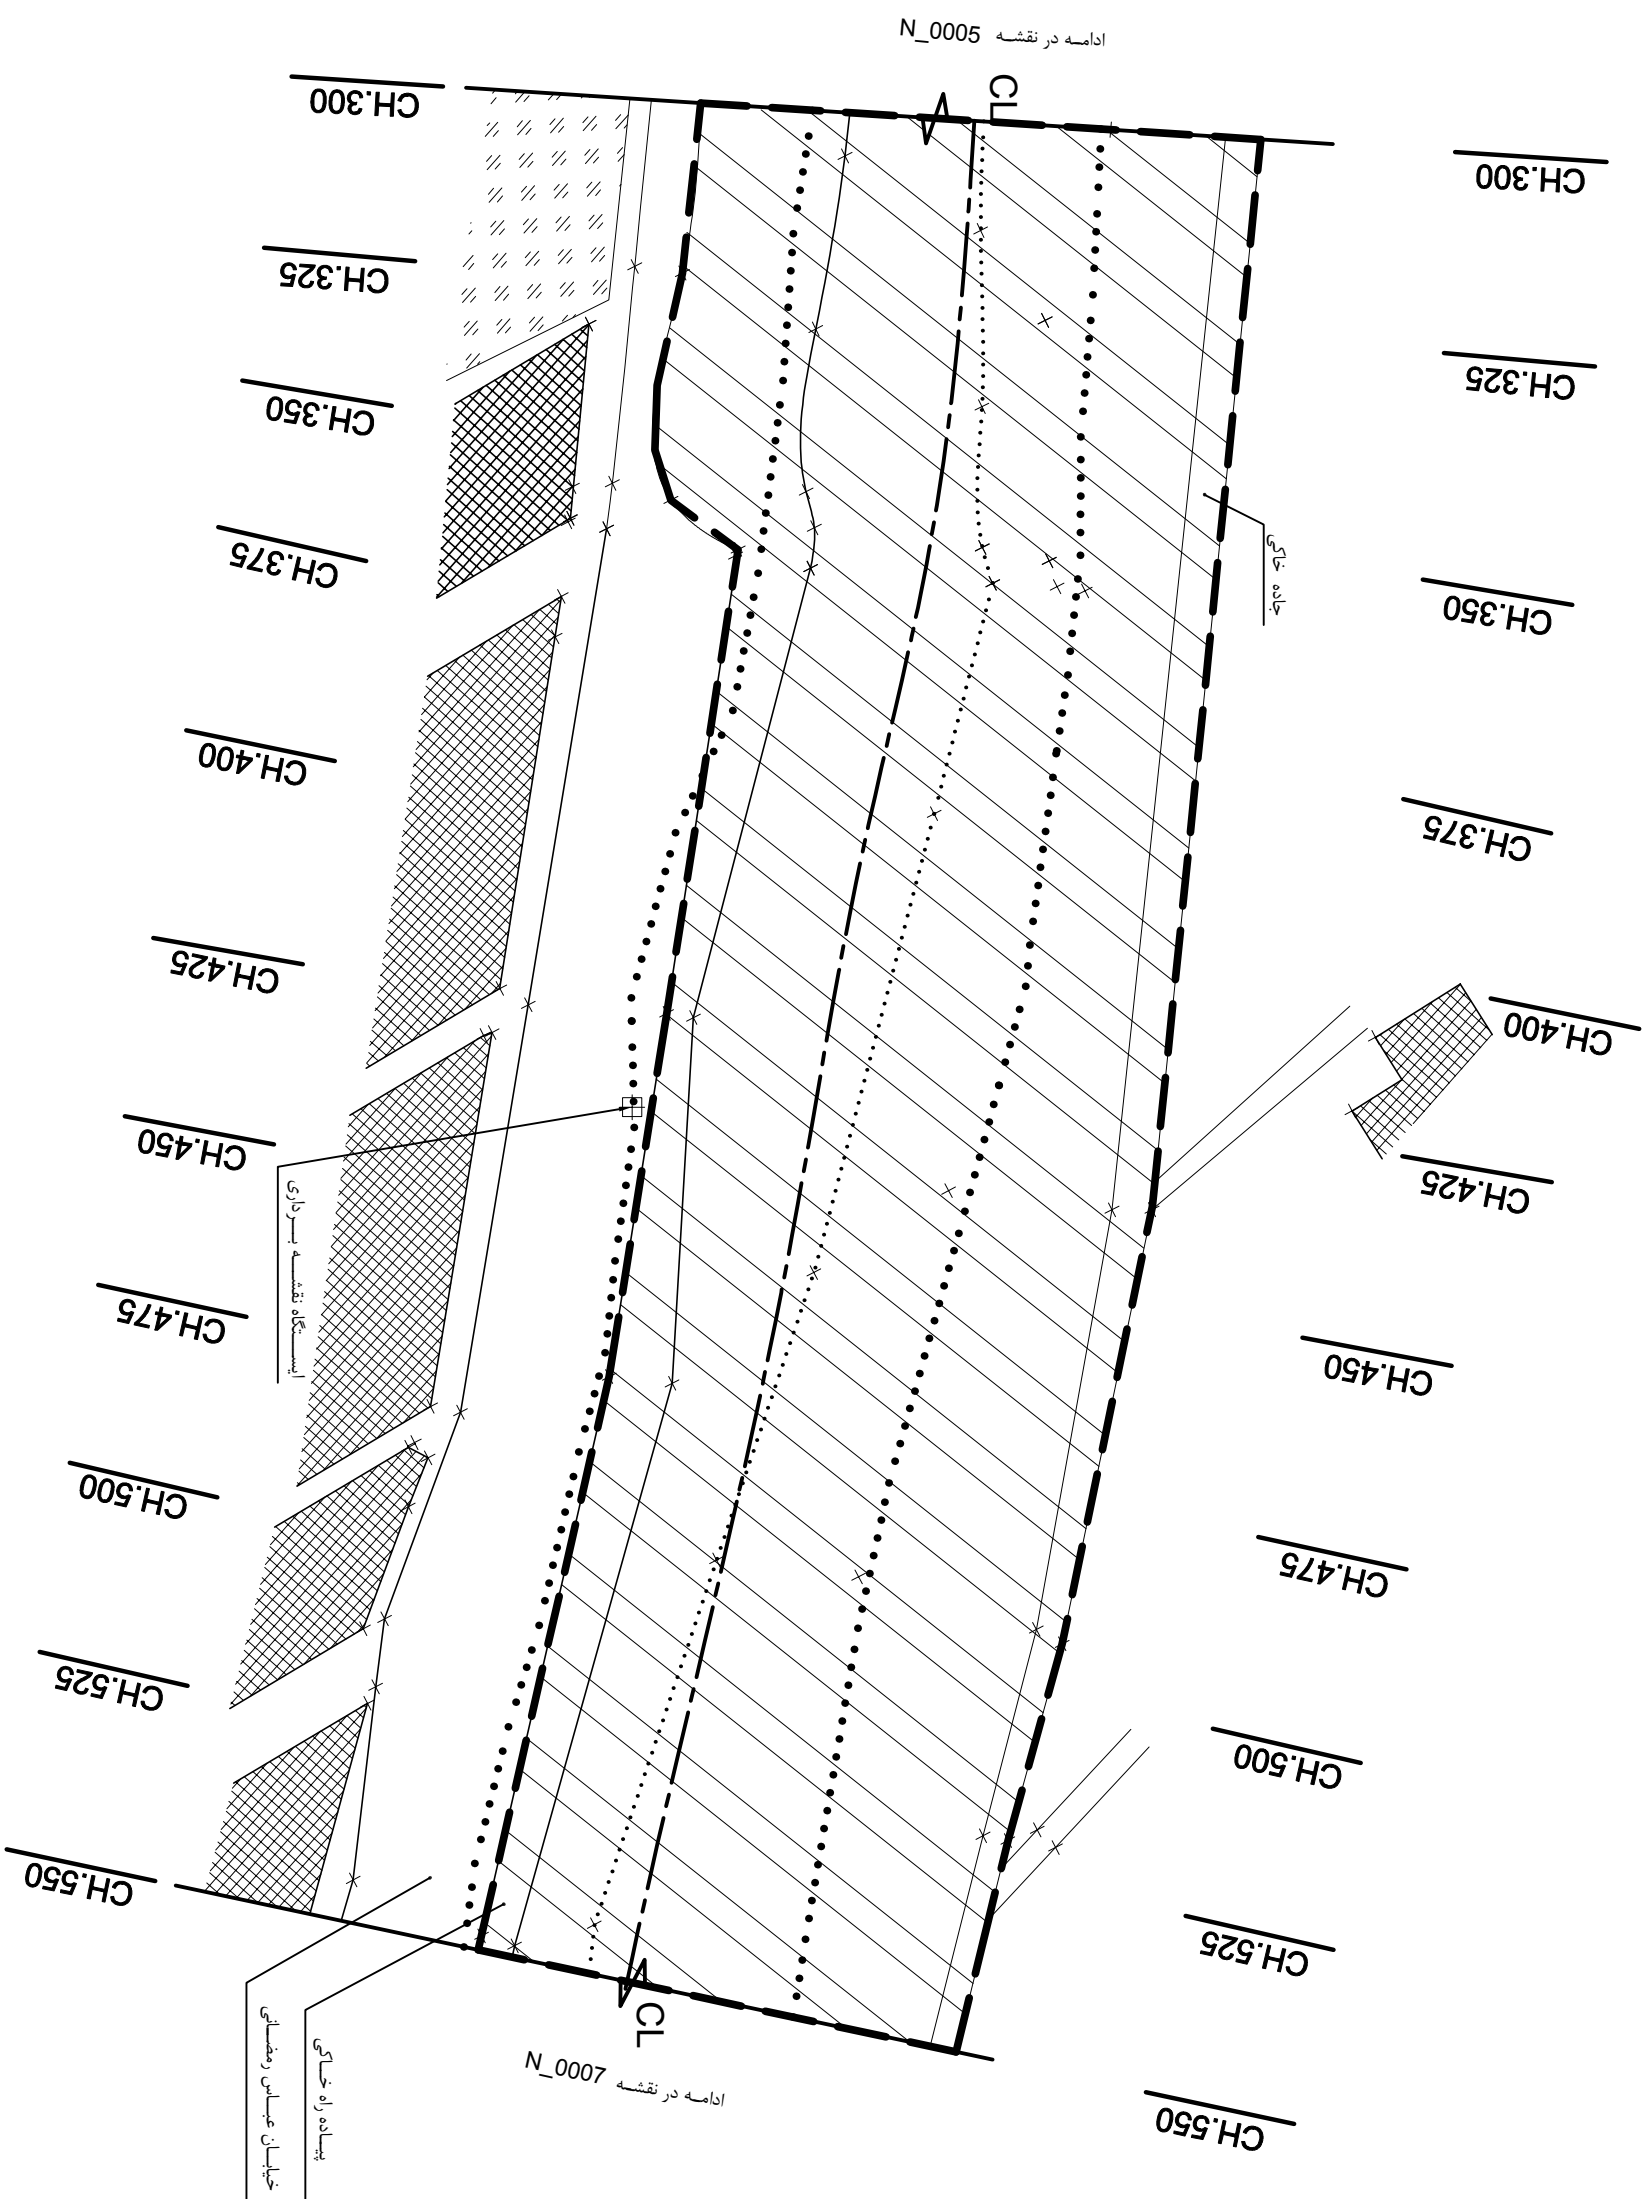 ادامه در نقشه N_0005
CL
CH.300
CH.300
CH.325
CH.325
CH.350
CH.350
CH.375
CH.375
CH.400
CH.400
CH.425
CH.425
CH.450
CH.450
CH.475
CH.475
CH.500
CH.500
CH.525
CH.525
CH.550
CH.550
جاده خاکی
ایستگاه نقشه برداری
پیاده راه خاکی
خیابان عباس رمضانی
CL
ادامه در نقشه N_0007